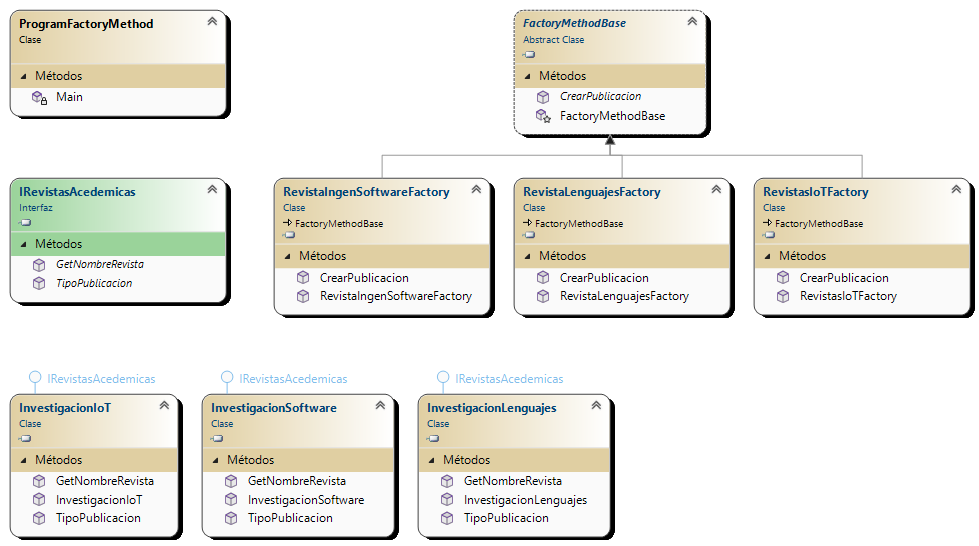 ProgramFactoryMethod
Clase
Métodos
Main
FactoryMethodBase
Abstract Clase
Métodos
CrearPublicacion
FactoryMethodBase
IRevistasAcedemicas
Interfaz
Métodos
GetNombreRevista
TipoPublicacion
RevistaIngenSoftwareFactory
Clase
FactoryMethodBase
Métodos
CrearPublicacion
RevistaIngenSoftwareFactory
RevistaLenguajesFactory
Clase
FactoryMethodBase
Métodos
CrearPublicacion
RevistaLenguajesFactory
RevistasIoTFactory
Clase
FactoryMethodBase
Métodos
CrearPublicacion
RevistasIoTFactory
IRevistasAcedemicas
InvestigacionIoT
Clase
Métodos
GetNombreRevista
InvestigacionIoT
TipoPublicacion
IRevistasAcedemicas
InvestigacionSoftware
Clase
Métodos
GetNombreRevista
InvestigacionSoftware
TipoPublicacion
IRevistasAcedemicas
InvestigacionLenguajes
Clase
Métodos
GetNombreRevista
InvestigacionLenguajes
TipoPublicacion